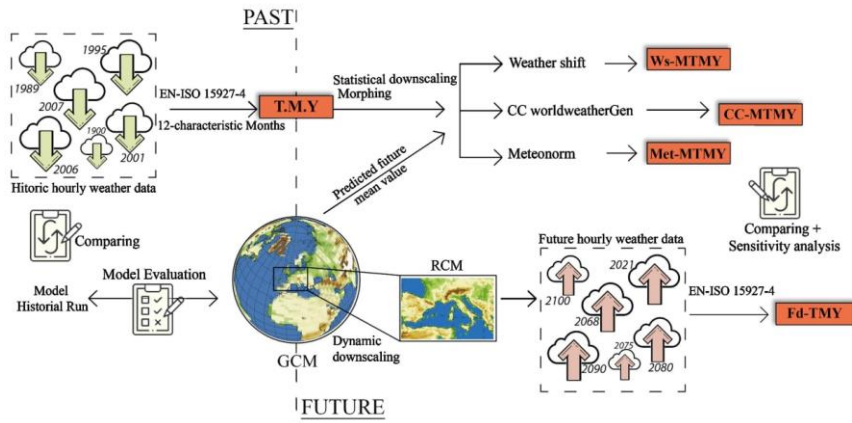 PAST
1995
1989
2007
1900
2006
2001
Hitoric hourly weather data
EN-ISO 15927-4
12-characteristic Months
T.M.Y
Statistical downscaling
Morphing
Weather shift
Ws-MTMY
CC worldweatherGen
CC-MTMY
Meteonorm
Met-MTMY
Predicted future
mean value
Comparing
Comparing +
Sensitivity analysis
Model Evaluation
Model
Historial Run
GCM
Dynamic
downscaling
RCM
Future hourly weather data
2021
2100
2068
2075
2090
2080
EN-ISO 15927-4
Fd-TMY
FUTURE